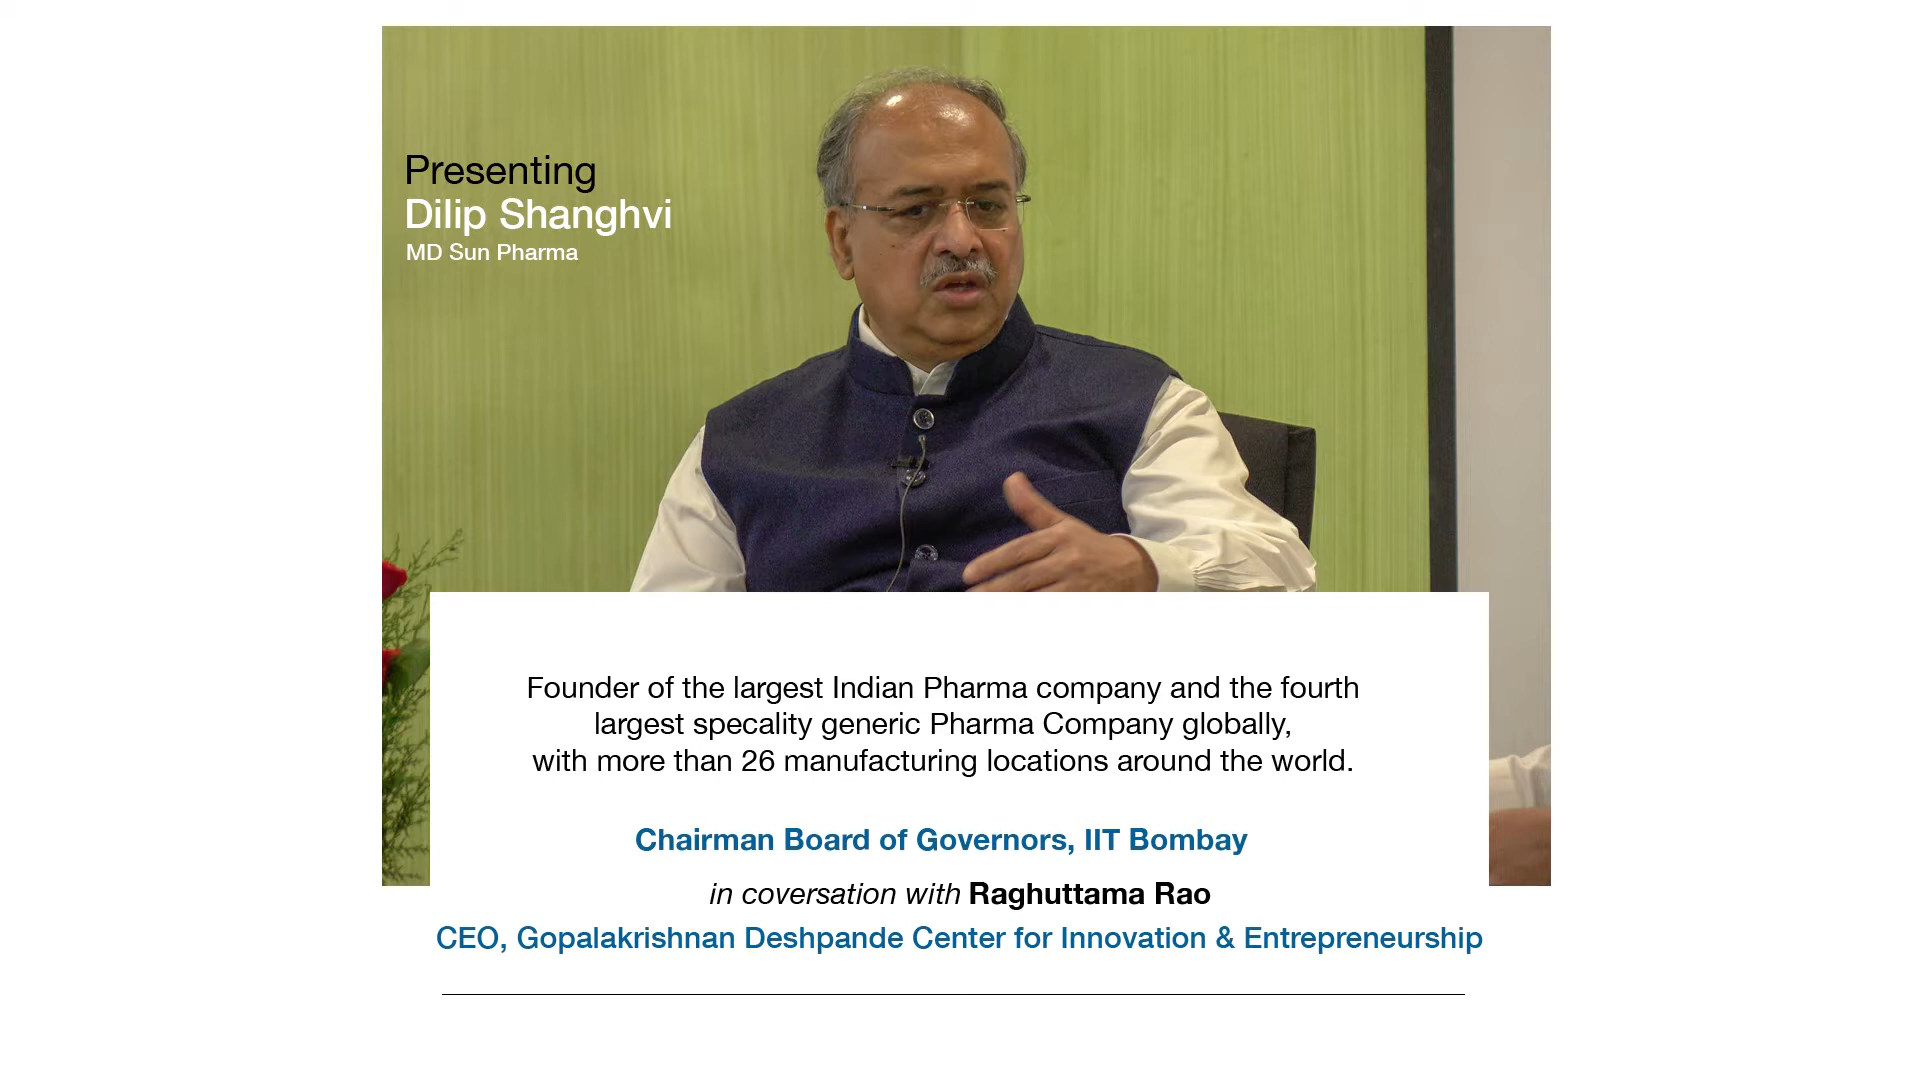 Presenting
Dilip Shanghvi
MD Sun Pharma
Founder of the largest Indian Pharma company and the fourth
largest specality generic Pharma Company globally,
with more than 26 manufacturing locations around the world.
Chairman Board of Governors, IIT Bombay
in coversation with Raghuttama Rao
CEO, Gopalakrishnan Deshpande Center for Innovation & Entrepreneurship